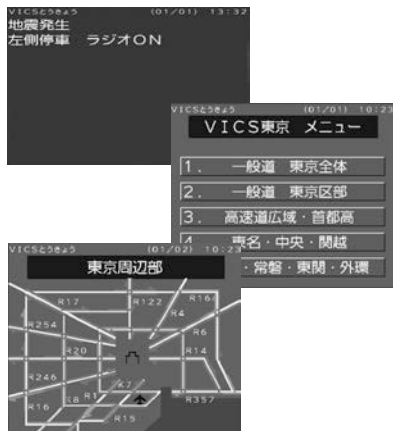 VICSとうきょう (01/01) 13:32
地震発生
左側停車 ラジオON
VICSとうきょう (01/01) 10:23
VICS東京 メニュー
1. 一般道 東京全体
2. 一般道 東京区部
3. 高速道広域・首都高
4. 東名・中央・関越
・常磐・東関・外環
VICSとうきょう (01/02) 10:23
東京周辺部
R17
R122
R16
R4
R254
R6
R20
R14
R246
R7
R16
R8
R1
R357
R15